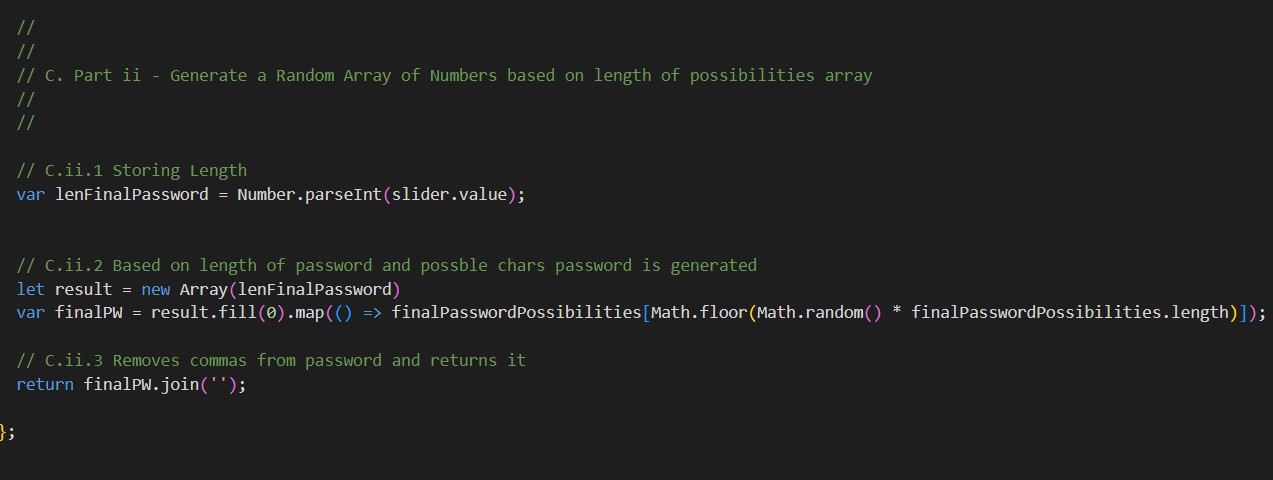 //
//
// C. Part ii - Generate a Random Array of Numbers based on length of possibilities array
//
//
// C.ii.1 Storing Length
var lenFinalPassword = Number.parseInt(slider.value);
// C.ii.2 Based on length of password and possble chars password is generated
let result = new Array(lenFinalPassword)
var finalPW = result.fill(0).map(() => finalPasswordPossibilities[Math.floor(Math.random() * finalPasswordPossibilities.length)]);
// C.ii.3 Removes commas from password and returns it
return finalPW.join('');
};